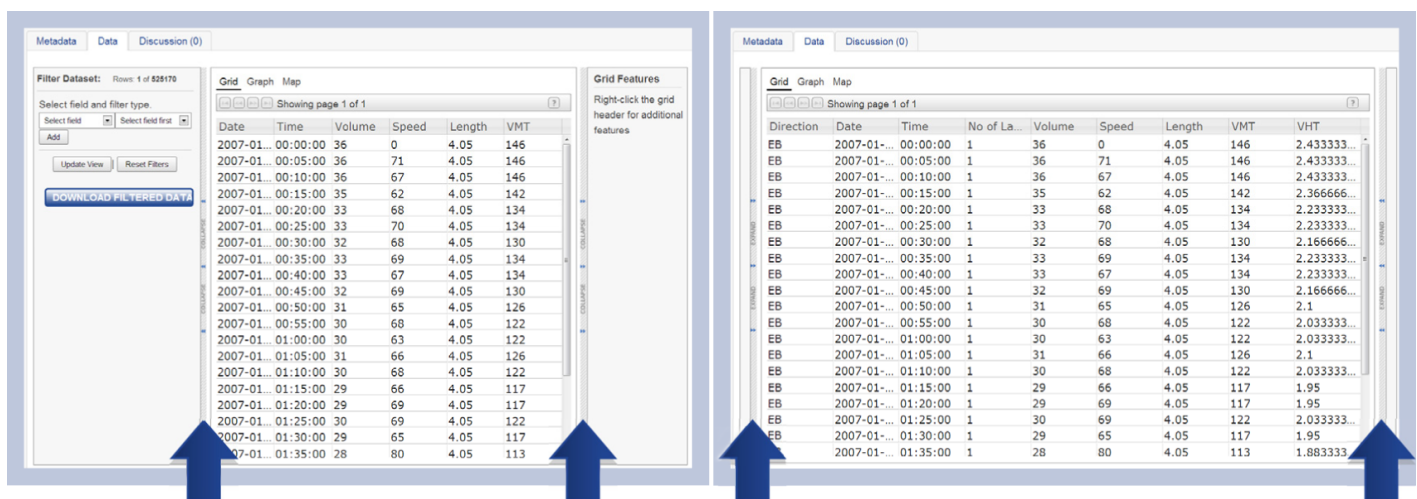 Metadata Data Discussion (0)
Filter Dataset: Rows: 1 of 525170
Select field and filter type.
Select field Select field first
Add
Update View Reset Filters
DOWNLOAD FILTERED DATA
COLLAPSE
COLLAPSE
Grid Graph Map
Showing page 1 of 1 ?
Date Time Volume Speed Length VMT
2007-01... 00:00:00 36 0 4.05 146
2007-01... 00:05:00 36 71 4.05 146
2007-01... 00:10:00 36 67 4.05 146
2007-01... 00:15:00 35 62 4.05 142
2007-01... 00:20:00 33 68 4.05 134
2007-01... 00:25:00 33 70 4.05 134
2007-01... 00:30:00 32 68 4.05 130
2007-01... 00:35:00 33 69 4.05 134
2007-01... 00:40:00 33 67 4.05 134
2007-01... 00:45:00 32 69 4.05 130
2007-01... 00:50:00 31 65 4.05 126
2007-01... 00:55:00 30 68 4.05 122
2007-01... 01:00:00 30 63 4.05 122
2007-01... 01:05:00 31 66 4.05 126
2007-01... 01:10:00 30 68 4.05 122
2007-01... 01:15:00 29 66 4.05 117
2007-01... 01:20:00 29 69 4.05 117
2007-01... 01:25:00 30 69 4.05 122
2007-01... 01:30:00 29 65 4.05 117
7-01... 01:35:00 28 80 4.05 113
COLLAPSE
COLLAPSE
Grid Features
Right-click the grid
header for additional
features
Metadata Data Discussion (0)
EXPAND
EXPAND
Grid Graph Map
Showing page 1 of 1 ?
Direction Date Time No of La... Volume Speed Length VMT VHT
EB 2007-01-... 00:00:00 1 36 0 4.05 146 2.433333...
EB 2007-01-... 00:05:00 1 36 71 4.05 146 2.433333...
EB 2007-01-... 00:10:00 1 36 67 4.05 146 2.433333...
EB 2007-01-... 00:15:00 1 35 62 4.05 142 2.366666...
EB 2007-01-... 00:20:00 1 33 68 4.05 134 2.233333...
EB 2007-01-... 00:25:00 1 33 70 4.05 134 2.233333...
EB 2007-01-... 00:30:00 1 32 68 4.05 130 2.166666...
EB 2007-01-... 00:35:00 1 33 69 4.05 134 2.233333...
EB 2007-01-... 00:40:00 1 33 67 4.05 134 2.233333...
EB 2007-01-... 00:45:00 1 32 69 4.05 130 2.166666...
EB 2007-01-... 00:50:00 1 31 65 4.05 126 2.1
EB 2007-01-... 00:55:00 1 30 68 4.05 122 2.033333...
EB 2007-01-... 01:00:00 1 30 63 4.05 122 2.033333...
EB 2007-01-... 01:05:00 1 31 66 4.05 126 2.1
EB 2007-01-... 01:10:00 1 30 68 4.05 122 2.033333...
EB 2007-01-... 01:15:00 1 29 66 4.05 117 1.95
EB 2007-01-... 01:20:00 1 29 69 4.05 117 1.95
EB 2007-01-... 01:25:00 1 30 69 4.05 122 2.033333...
EB 2007-01-... 01:30:00 1 29 65 4.05 117 1.95
2007-01-... 01:35:00 1 28 80 4.05 113 1.883333...
EXPAND
EXPAND